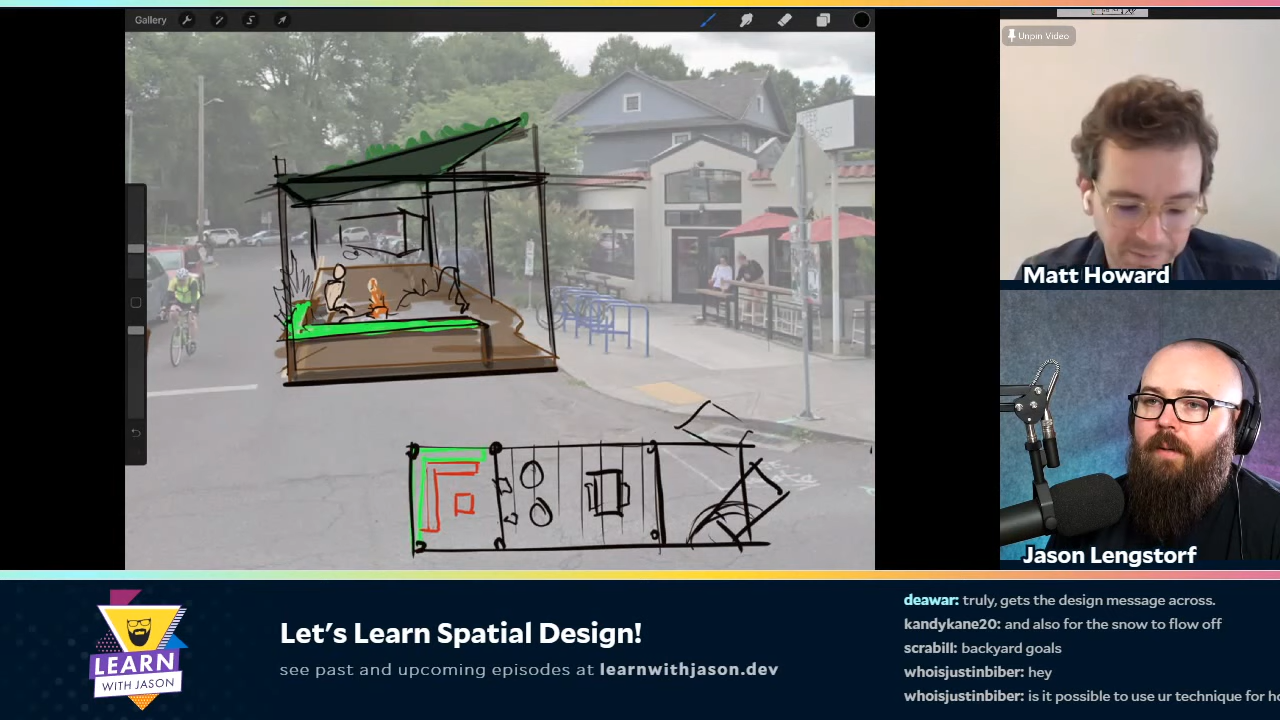 Gallery
Unpin Video
Matt Howard
Jason Lengstorf
LEARN
WITH JASON
Let's Learn Spatial Design!
see past and upcoming episodes at learnwithjason.dev
deawar: truly, gets the design message across.
kandykane20: and also for the snow to flow off
scrabill: backyard goals
whoisjustinbiber: hey
whoisjustinbiber: is it possible to use ur technique for